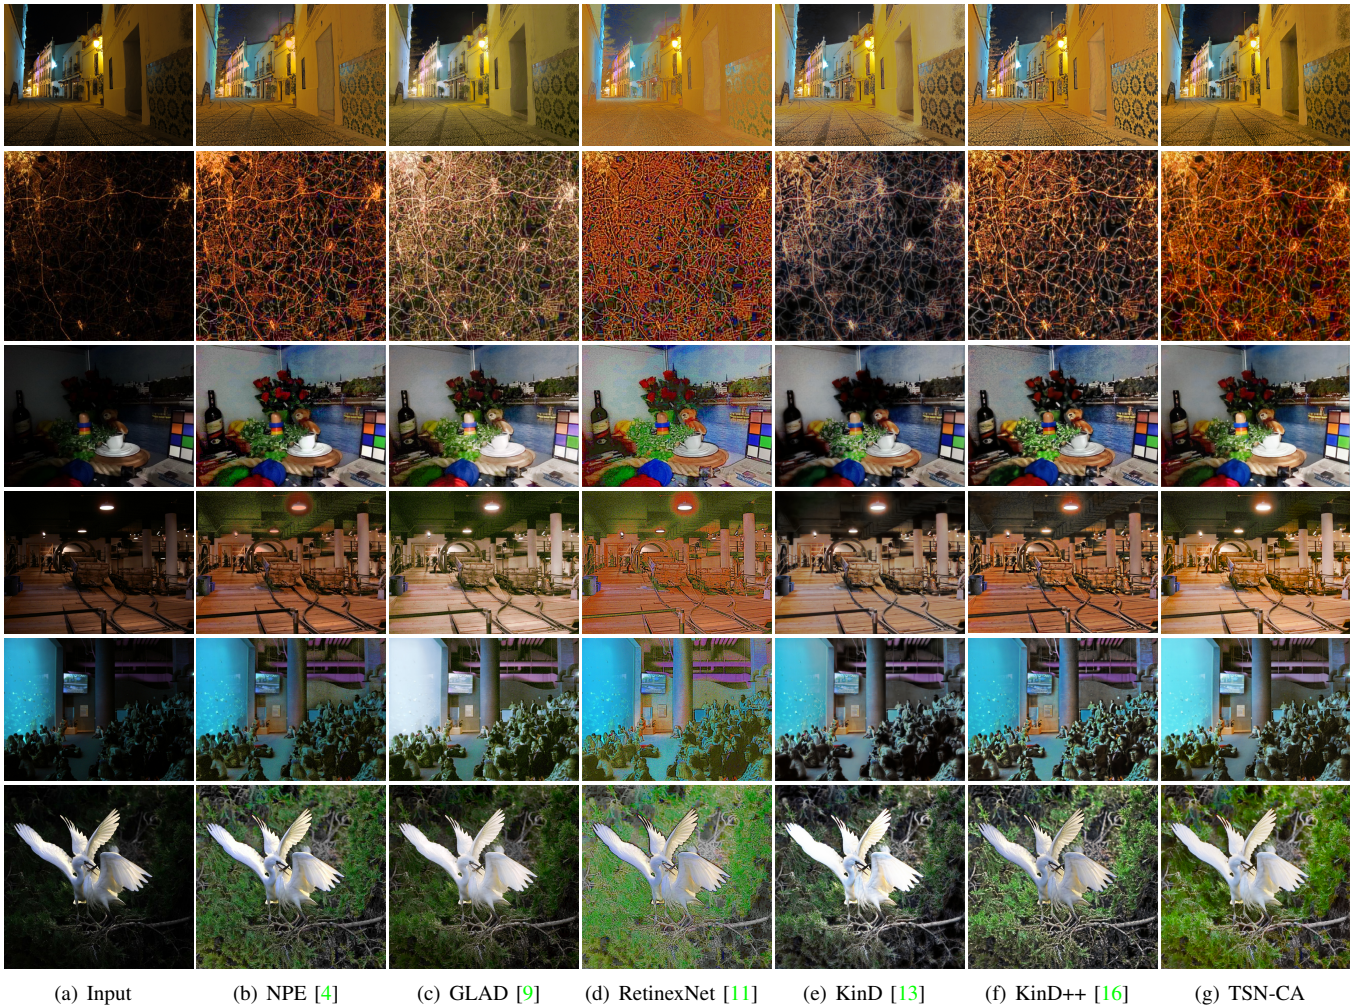 (a) Input (b) NPE [4] (c) GLAD [9] (d) RetinexNet [11] (e) KinD [13] (f) KinD++ [16] (g) TSN-CA